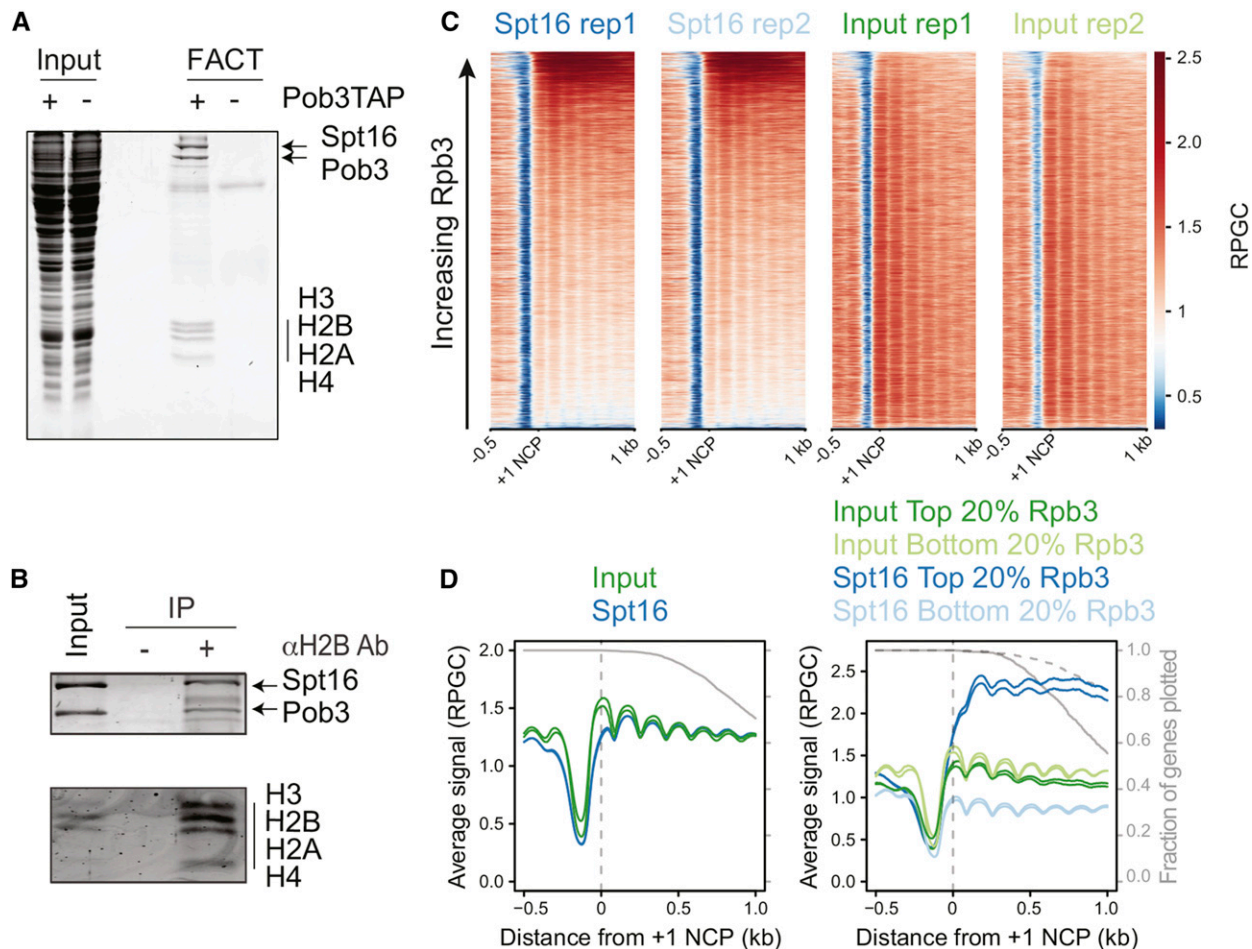 A
Input
FACT
+ - + - Pob3TAP
Spt16
Pob3
H3
H2B
H2A
H4
B
Input
IP
- + αH2B Ab
Spt16
Pob3
H3
H2B
H2A
H4
C
Spt16 rep1 Spt16 rep2 Input rep1 Input rep2
Increasing Rpb3
-0.5 +1 NCP 1 kb -0.5 +1 NCP 1 kb -0.5 +1 NCP 1 kb -0.5 +1 NCP 1 kb
2.5
2.0
1.5
1
0.5
RPGC
D
Input
Spt16
Average signal (RPGC)
2.0
1.5
1.0
0.5
0.0
−0.5 0 0.5 1.0
Distance from +1 NCP (kb)
Input Top 20% Rpb3
Input Bottom 20% Rpb3
Spt16 Top 20% Rpb3
Spt16 Bottom 20% Rpb3
Average signal (RPGC)
2.5
2.0
1.5
1.0
0.5
0.0
−0.5 0 0.5 1.0
Distance from +1 NCP (kb)
1.0
0.8
0.6
0.4
0.2
0.0
Fraction of genes plotted